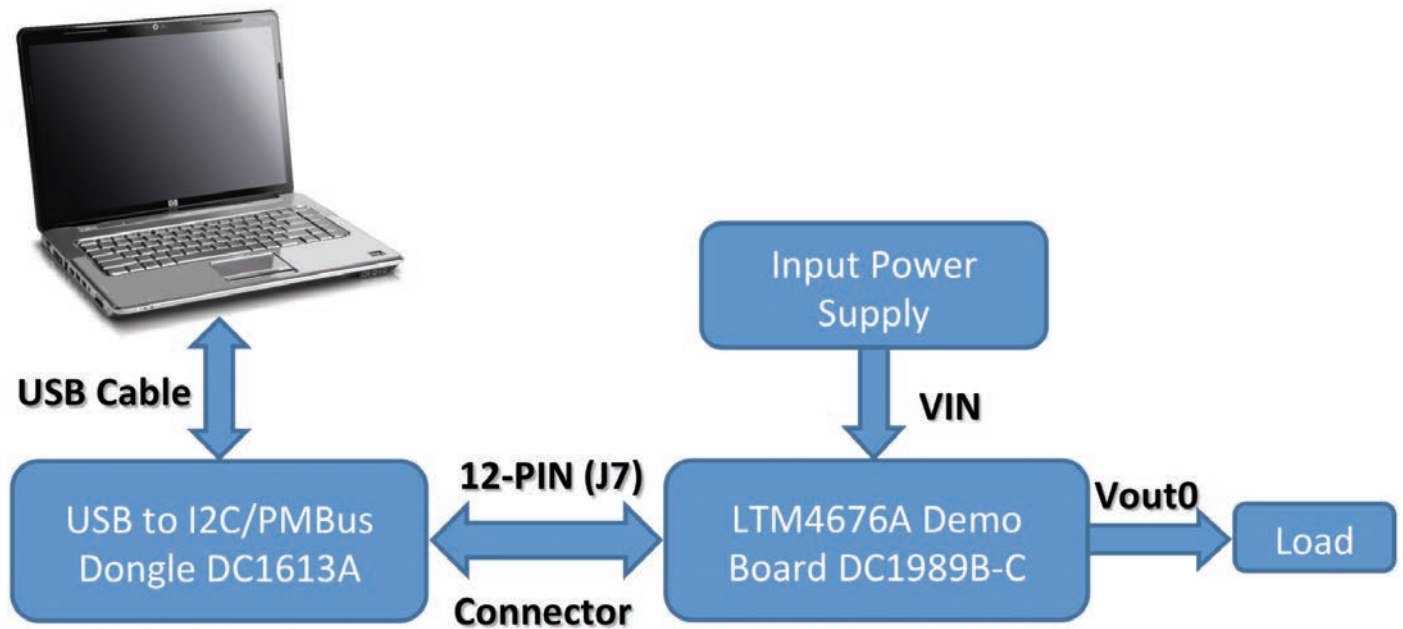 USB Cable
USB to I2C/PMBus
Dongle DC1613A
12-PIN (J7)
Connector
Input Power
Supply
VIN
LTM4676A Demo
Board DC1989B-C
Vout0
Load